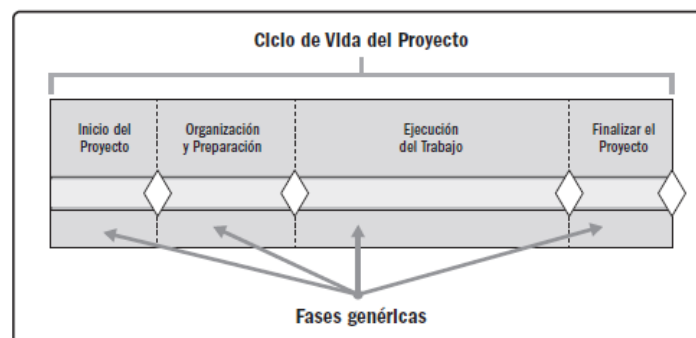 Ciclo de Vida del Proyecto
Inicio del
Proyecto
Organización
y Preparación
Ejecución
del Trabajo
Finalizar el
Proyecto
Fases genéricas